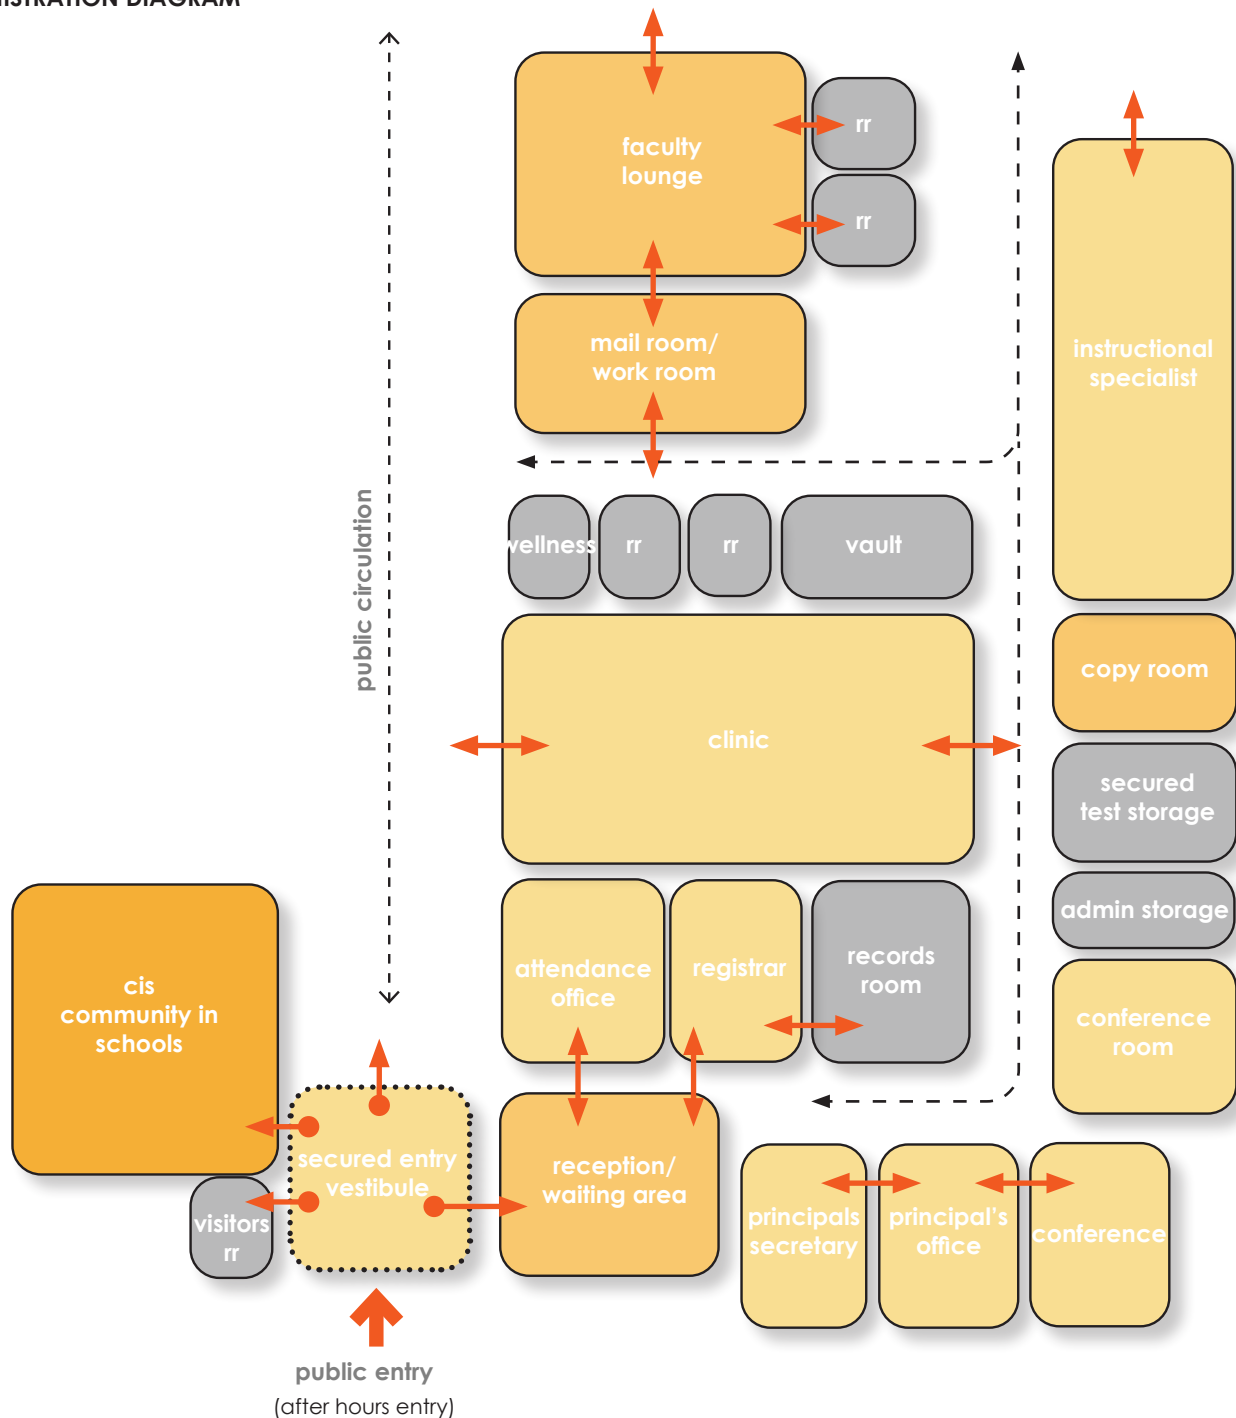 DIAGRAM
faculty
lounge
rr
rr
mail room/
work room
instructional
specialist
public circulation
wellness
rr
rr
vault
copy room
clinic
secured
test storage
admin storage
cis
community in
schools
attendance
office
registrar
records
room
conference
room
secured entry
vestibule
reception/
waiting area
visitors
rr
principals
secretary
principal's
office
conference
public entry
(after hours entry)